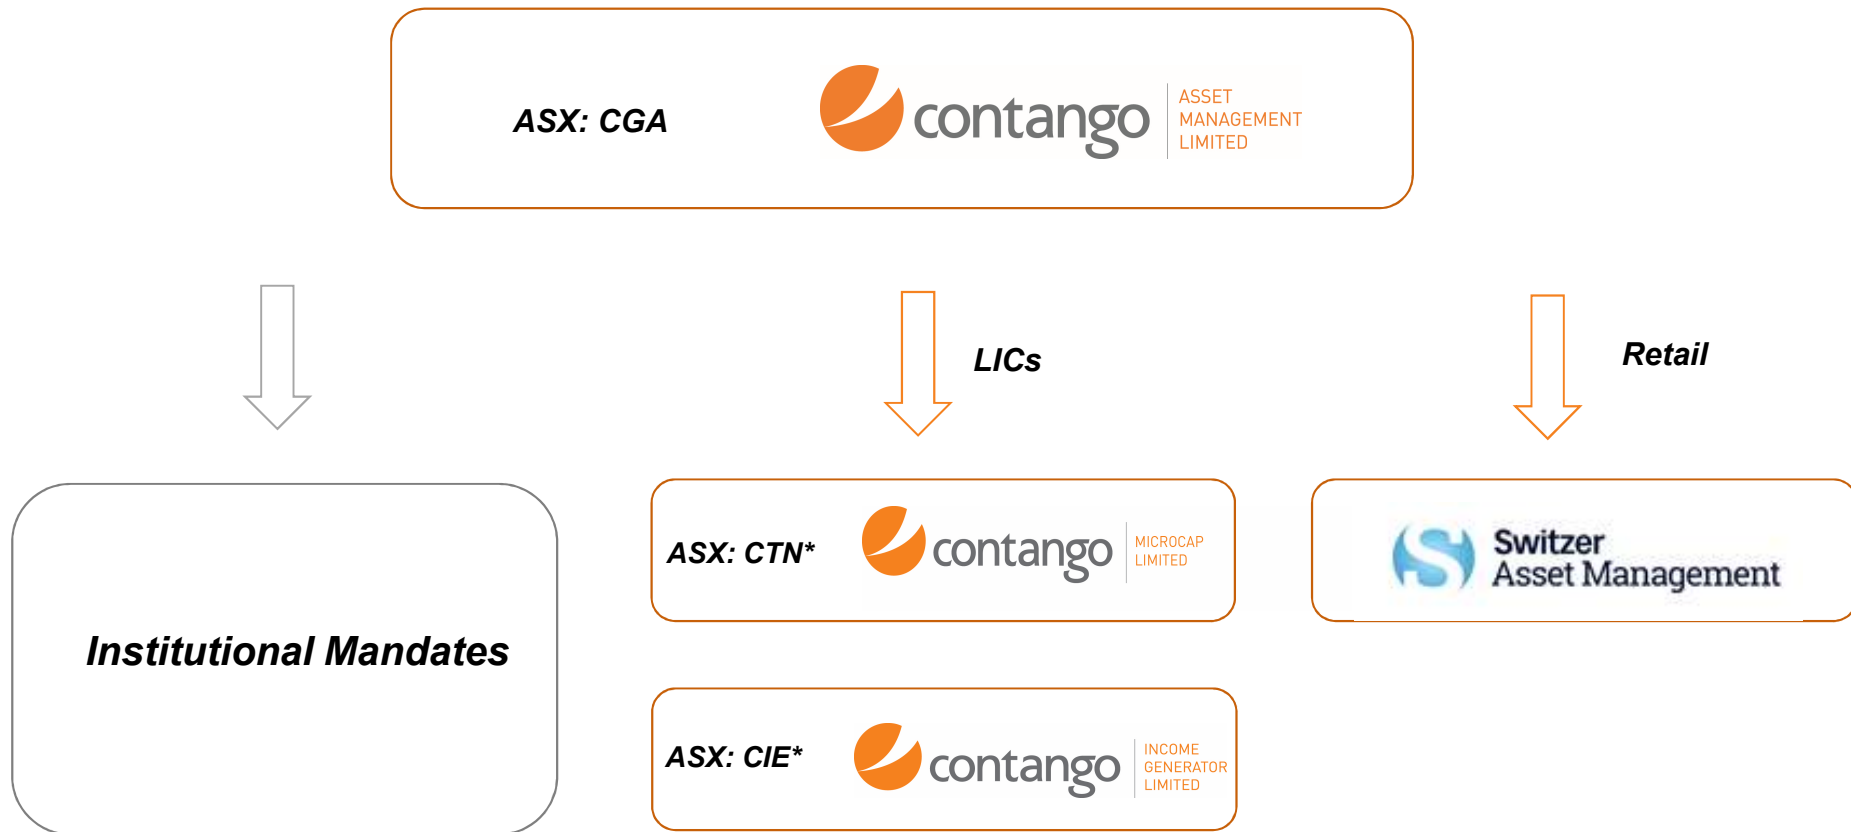 ASX: CGA
contango
ASSET
MANAGEMENT
LIMITED
LICs
Retail
Institutional Mandates
ASX: CTN*
contango
MICROCAP
LIMITED
Switzer
Asset Management
ASX: CIE*
contango
INCOME
GENERATOR
LIMITED